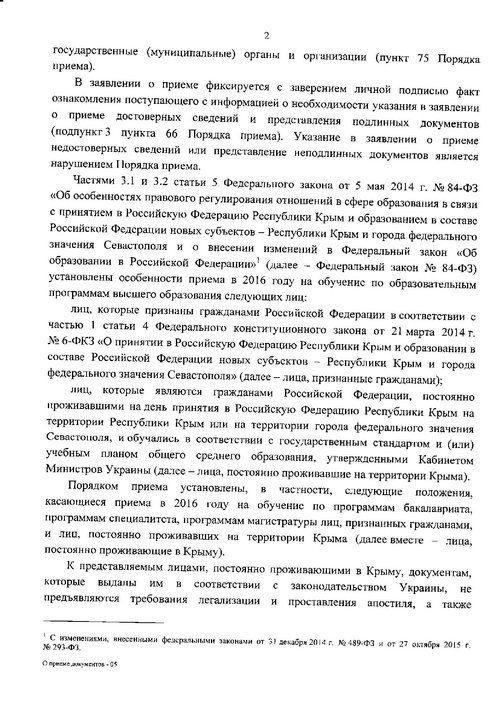 2
государственные (муниципальные) органы и организации (пункт 75 Порядка
приема).
В заявлении о приеме фиксируется с заверением личной подписью факт
ознакомления поступающего с информацией о необходимости указания в заявлении
о приеме достоверных сведений и представления подлинных документов
(подпункт 3 пункта 66 Порядка приема). Указание в заявлении о приеме
недостоверных сведений или представление неподлинных документов является
нарушением Порядка приема.
Частями 3.1 и 3.2 статьи 5 Федерального закона от 5 мая 2014 г. № 84-ФЗ
«Об особенностях правового регулирования отношений в сфере образования в связи
с принятием в Российскую Федерацию Республики Крым и образованием в составе
Российской Федерации новых субъектов – Республики Крым и города федерального
значения Севастополя и о внесении изменений в Федеральный закон «Об
образовании в Российской Федерации»¹ (далее – Федеральный закон № 84-ФЗ)
установлены особенности приема в 2016 году на обучение по образовательным
программам высшего образования следующих лиц:
лиц, которые признаны гражданами Российской Федерации в соответствии с
частью 1 статьи 4 Федерального конституционного закона от 21 марта 2014 г.
№ 6-ФКЗ «О принятии в Российскую Федерацию Республики Крым и образовании в
составе Российской Федерации новых субъектов – Республики Крым и города
федерального значения Севастополя» (далее – лица, признанные гражданами);
лиц, которые являются гражданами Российской Федерации, постоянно
проживавшими на день принятия в Российскую Федерацию Республики Крым на
территории Республики Крым или на территории города федерального значения
Севастополя, и обучались в соответствии с государственным стандартом и (или)
учебным планом общего среднего образования, утвержденными Кабинетом
Министров Украины (далее – лица, постоянно проживавшие на территории Крыма).
Порядком приема установлены, в частности, следующие положения,
касающиеся приема в 2016 году на обучение по программам бакалавриата,
программам специалитета, программам магистратуры лиц, признанных гражданами,
и лиц, постоянно проживавших на территории Крыма (далее вместе – лица,
постоянно проживающие в Крыму).
К представляемым лицами, постоянно проживающими в Крыму, документам,
которые выданы им в соответствии с законодательством Украины, не
предъявляются требования легализации и проставления апостиля, а также
¹ С изменениями, внесенными федеральными законами от 31 декабря 2014 г. № 489-ФЗ и от 27 октября 2015 г.
№ 293-ФЗ.
О приеме документов - 05